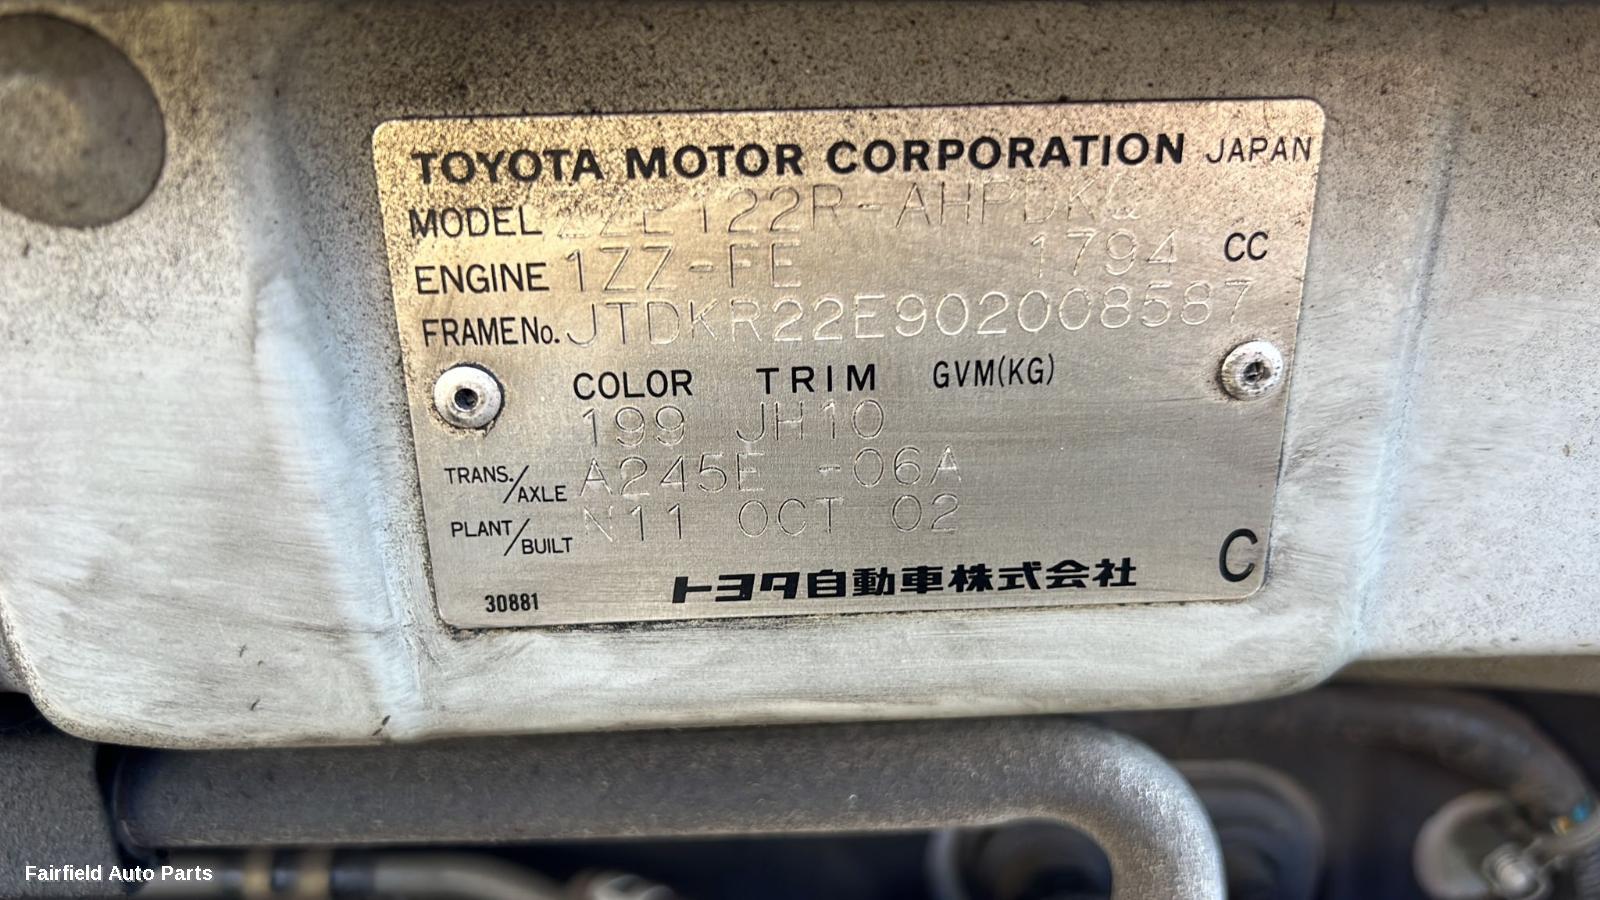 TOYOTA MOTOR CORPORATION JAPAN
MODEL ZZE122R-AHPDKQ
ENGINE 1ZZ-FE 1794 CC
FRAME No. JTDKR22E902008587
COLOR TRIM GVM(KG)
199 JH10
TRANS./AXLE A245E -06A
PLANT/BUILT N11 OCT 02
トヨタ自動車株式会社 C
30881
Fairfield Auto Parts